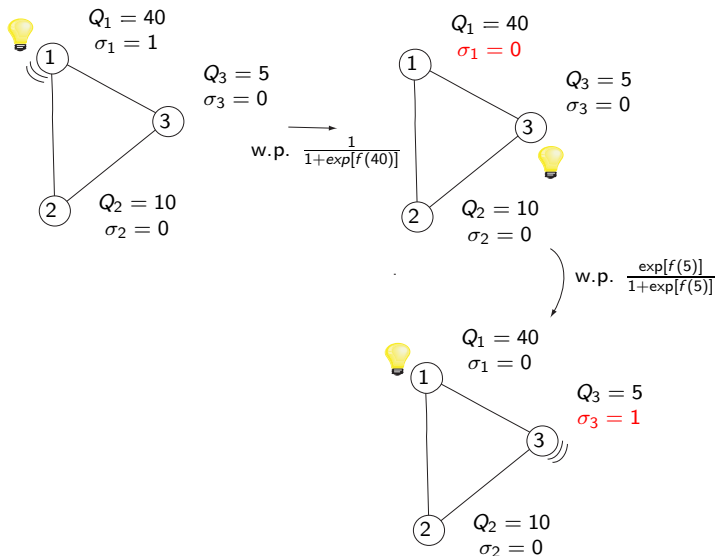 Q₁ = 40
σ₁ = 1
1
Q₃ = 5
σ₃ = 0
3
Q₂ = 10
σ₂ = 0
2
w.p. 1/(1+exp[f(40)])
Q₁ = 40
σ₁ = 0
1
Q₃ = 5
σ₃ = 0
3
Q₂ = 10
σ₂ = 0
2
w.p. exp[f(5)]/(1+exp[f(5)])
Q₁ = 40
σ₁ = 0
1
Q₃ = 5
σ₃ = 1
3
Q₂ = 10
σ₂ = 0
2